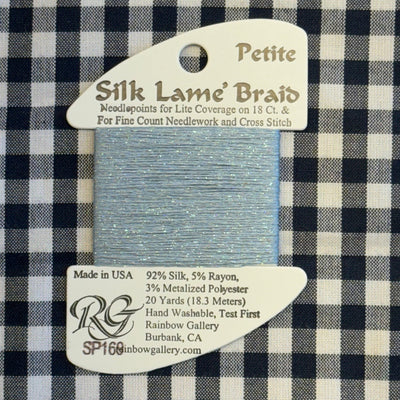 Petite
Silk Lamé Braid
Needlepoints for Lite Coverage on 18 Ct. &
For Fine Count Needlework and Cross Stitch
Made in USA
92% Silk, 5% Rayon,
3% Metalized Polyester
20 Yards (18.3 Meters)
Hand Washable, Test First
Rainbow Gallery
Burbank, CA
RG
SP169
rainbowgallery.com